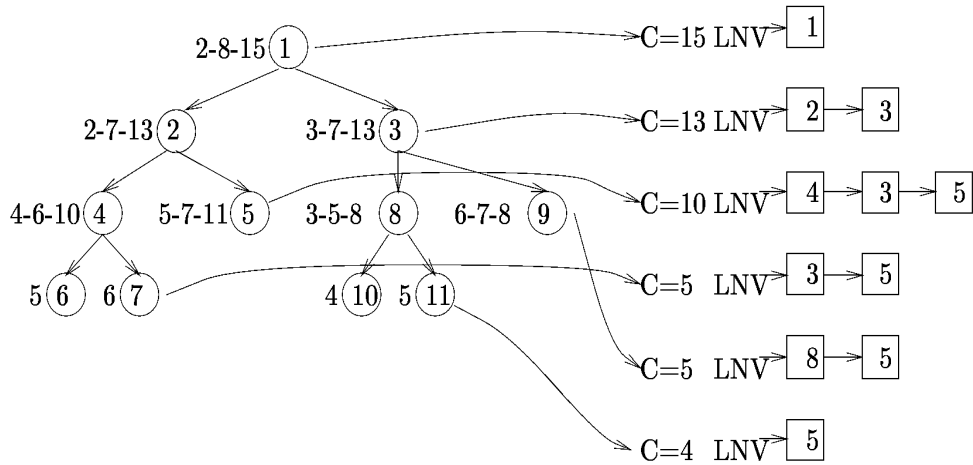 2-8-15 1 C=15 LNV 1
2-7-13 2 3-7-13 3 C=13 LNV 2 3
4-6-10 4 5-7-11 5 3-5-8 8 6-7-8 9 C=10 LNV 4 3 5
5 6 6 7 4 10 5 11 C=5 LNV 3 5
C=5 LNV 8 5
C=4 LNV 5